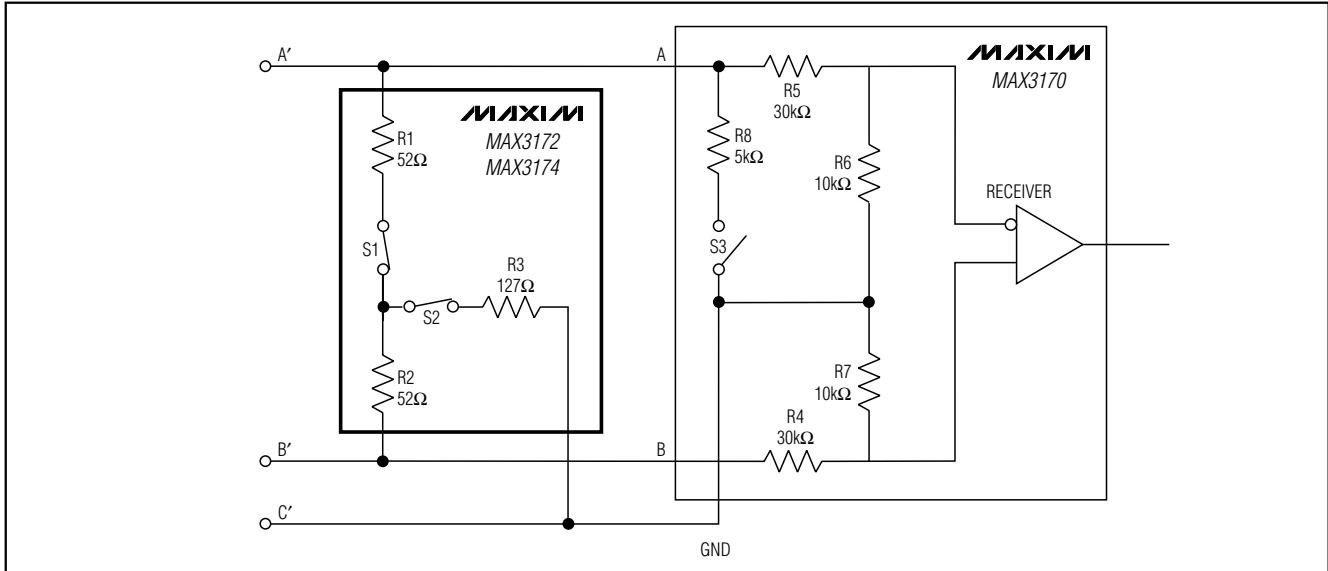 A′
A
MAXIM
MAX3170
R5
30kΩ
MAXIM
MAX3172
MAX3174
R1
52Ω
R8
5kΩ
R6
10kΩ
RECEIVER
S1
S3
R3
127Ω
S2
R2
52Ω
R7
10kΩ
R4
30kΩ
B′
B
C′
GND